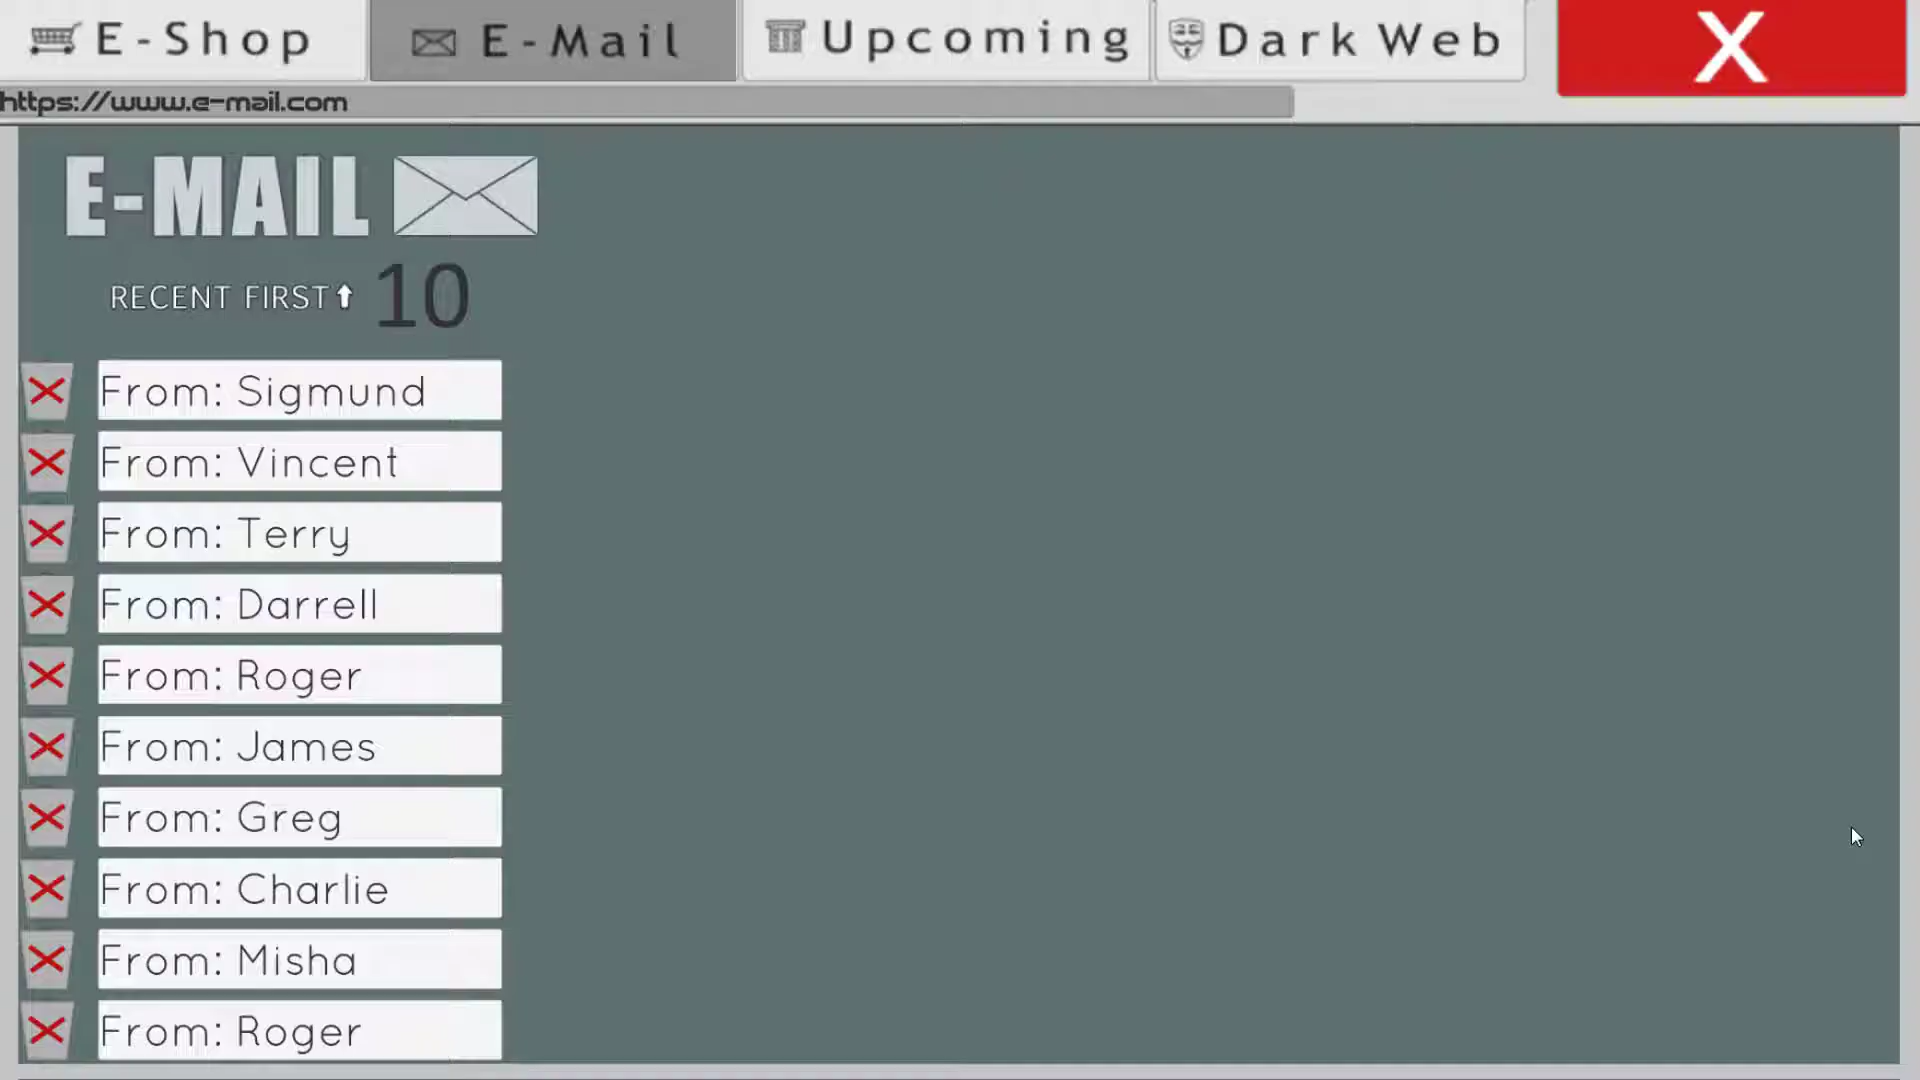 E-Shop
E-Mail
Upcoming
Dark Web
X
https://www.e-mail.com
E-MAIL
RECENT FIRST
10
From: Sigmund
From: Vincent
From: Terry
From: Darrell
From: Roger
From: James
From: Greg
From: Charlie
From: Misha
From: Roger